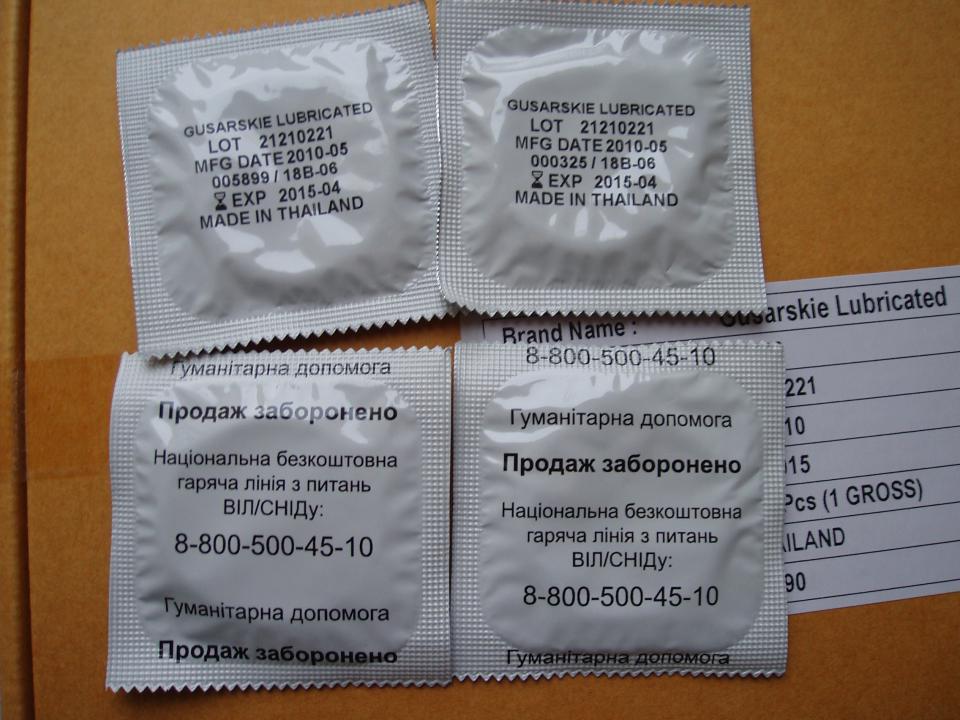 GUSARSKIE LUBRICATED
LOT 21210221
MFG DATE 2010-05
005899 / 18B-06
EXP 2015-04
MADE IN THAILAND
GUSARSKIE LUBRICATED
LOT 21210221
MFG DATE 2010-05
000325 / 18B-06
EXP 2015-04
MADE IN THAILAND
Гуманітарна допомога
Продаж заборонено
Національна безкоштовна
гаряча лінія з питань
ВІЛ/СНІДу:
8-800-500-45-10
Гуманітарна допомога
Продаж заборонено
8-800-500-45-10
Гуманітарна допомога
Продаж заборонено
Національна безкоштовна
гаряча лінія з питань
ВІЛ/СНІДу:
8-800-500-45-10
Гуманітарна допомога
Brand Name : Gusarskie Lubricated
221
10
15
Pcs (1 GROSS)
AILAND
90